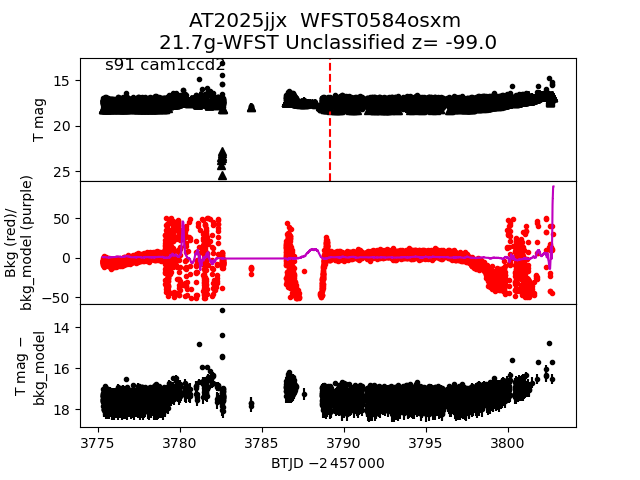 AT2025jjx  WFST0584osxm
21.7g-WFST Unclassified z= -99.0
s91 cam1ccd2
T mag
15
20
25
Bkg (red)/
bkg_model (purple)
50
0
−50
T mag −
bkg_model
14
16
18
3775 3780 3785 3790 3795 3800
BTJD −2 457 000